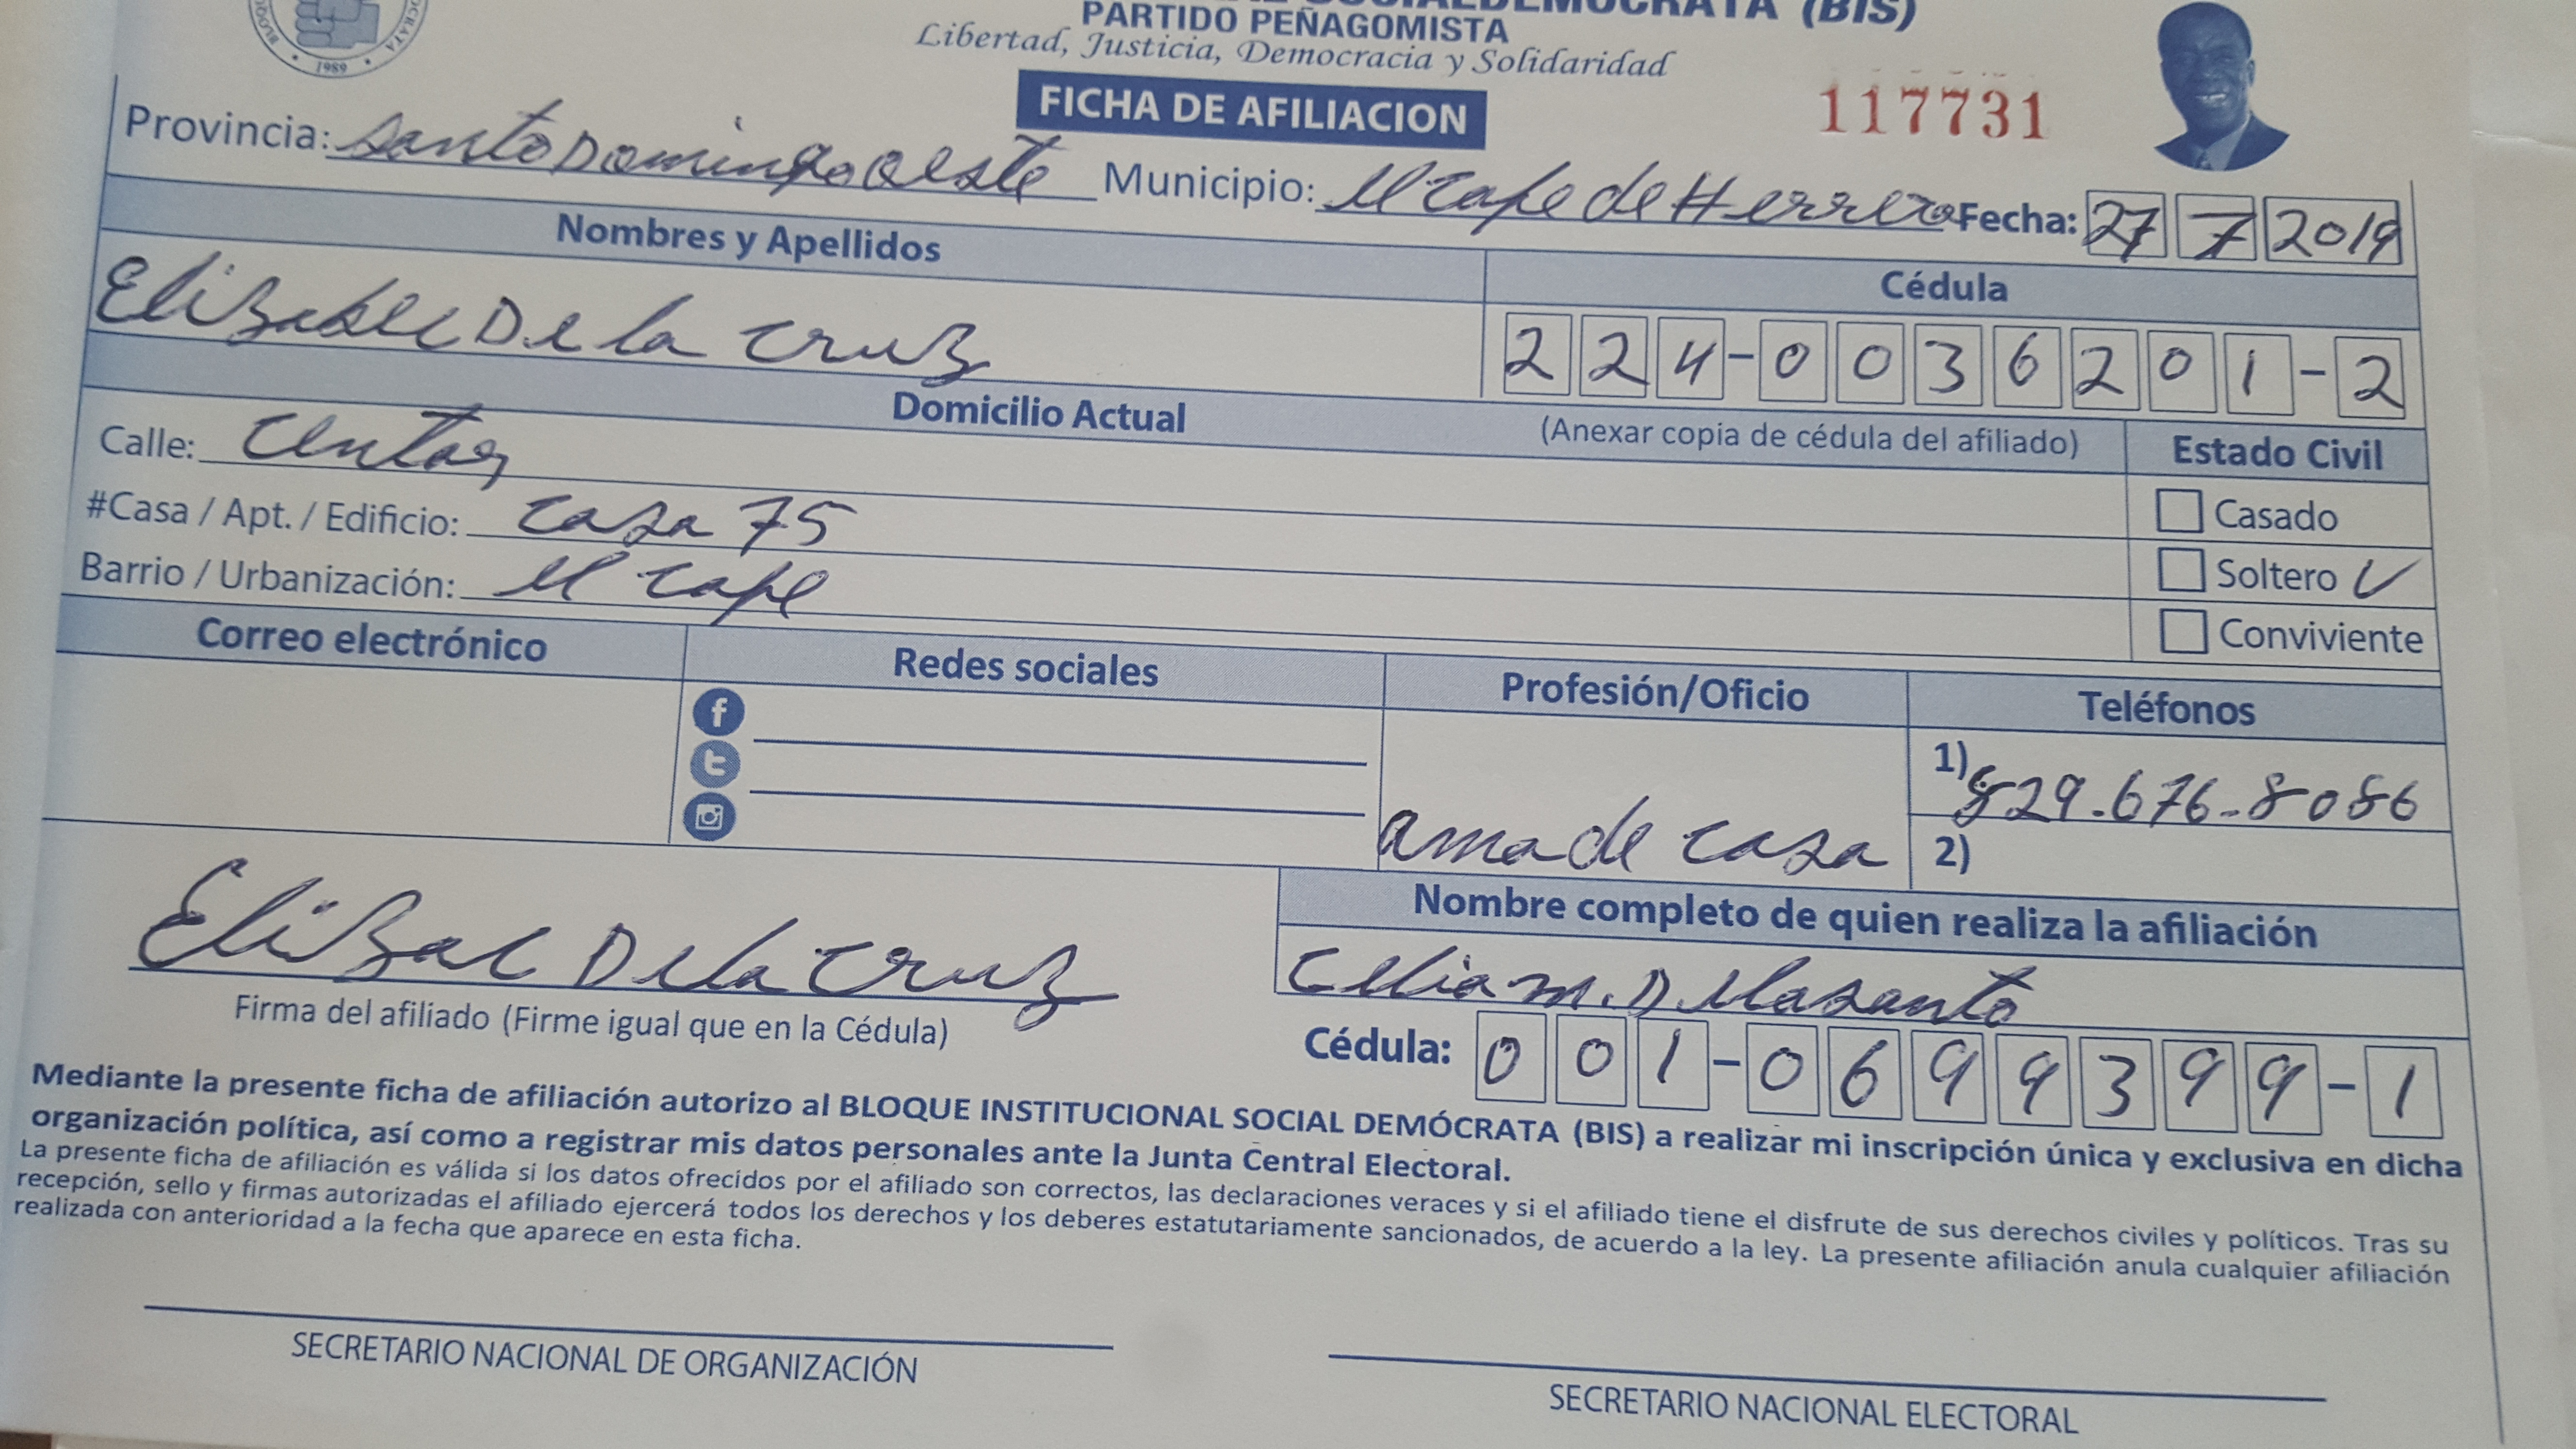 SOCIALDEMÓCRATA (BIS)
PARTIDO PEÑAGOMISTA
Libertad, Justicia, Democracia y Solidaridad
1989
FICHA DE AFILIACION
117731
Provincia: Santo Domingo Oeste Municipio: El Cafe de Herrera Fecha: 27 7 2019
Nombres y Apellidos
Cédula
De la Cruz
224-0036201-2
Domicilio Actual
(Anexar copia de cédula del afiliado)
Estado Civil
Calle:
Casado
#Casa / Apt. / Edificio: casa 75
Soltero
Barrio / Urbanización: El cafe
Conviviente
Correo electrónico
Redes sociales
Profesión/Oficio
Teléfonos
ama de casa
1) 829-676-8086
2)
Nombre completo de quien realiza la afiliación
De la Cruz
Celia M.
Firma del afiliado (Firme igual que en la Cédula)
Cédula: 001-0699399-1
Mediante la presente ficha de afiliación autorizo al BLOQUE INSTITUCIONAL SOCIAL DEMÓCRATA (BIS) a realizar mi inscripción única y exclusiva en dicha
organización política, así como a registrar mis datos personales ante la Junta Central Electoral.
La presente ficha de afiliación es válida si los datos ofrecidos por el afiliado son correctos, las declaraciones veraces y si el afiliado tiene el disfrute de sus derechos civiles y políticos. Tras su
recepción, sello y firmas autorizadas el afiliado ejercerá todos los derechos y los deberes estatutariamente sancionados, de acuerdo a la ley. La presente afiliación anula cualquier afiliación
realizada con anterioridad a la fecha que aparece en esta ficha.
SECRETARIO NACIONAL DE ORGANIZACIÓN
SECRETARIO NACIONAL ELECTORAL